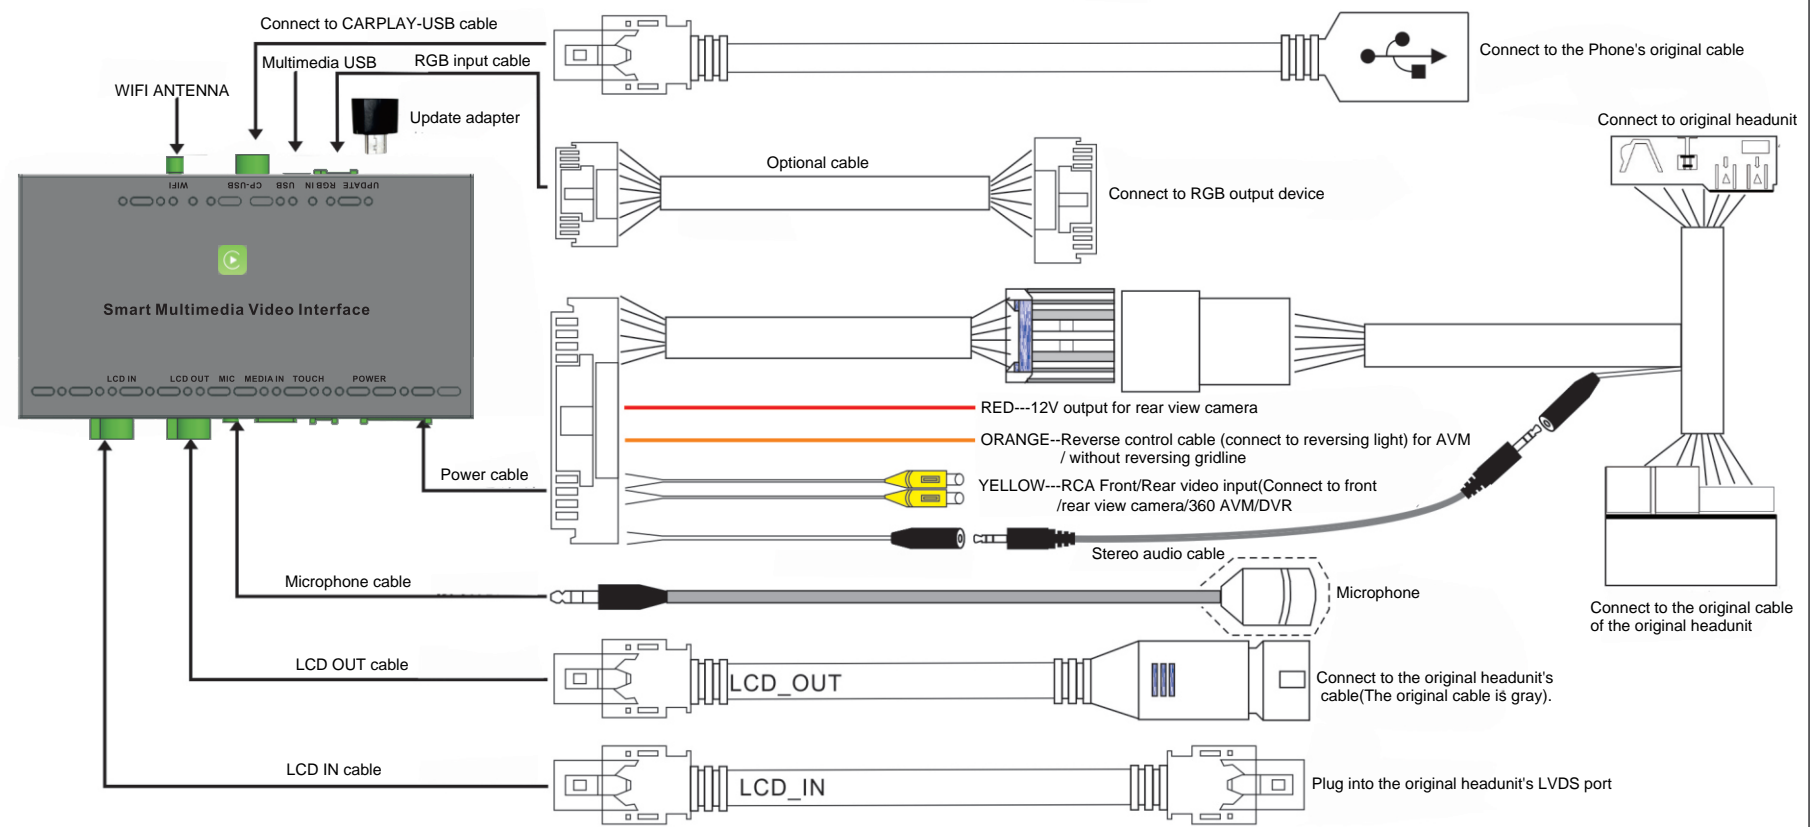 Connect to CARPLAY-USB cable
Connect to the Phone's original cable
Multimedia USB
RGB input cable
WIFI ANTENNA
Update adapter
Connect to original headunit
Optional cable
Connect to RGB output device
WIFI
CP-USB
USB
RGB IN
UPDATE
Smart Multimedia Video Interface
LCD IN
LCD OUT
MIC
MEDIA IN
TOUCH
POWER
RED---12V output for rear view camera
ORANGE--Reverse control cable (connect to reversing light) for AVM
/ without reversing gridline
Power cable
YELLOW---RCA Front/Rear video input(Connect to front
/rear view camera/360 AVM/DVR
Stereo audio cable
Microphone cable
Microphone
Connect to the original cable
of the original headunit
LCD OUT cable
LCD_OUT
Connect to the original headunit's
cable(The original cable is gray).
LCD IN cable
LCD_IN
Plug into the original headunit's LVDS port